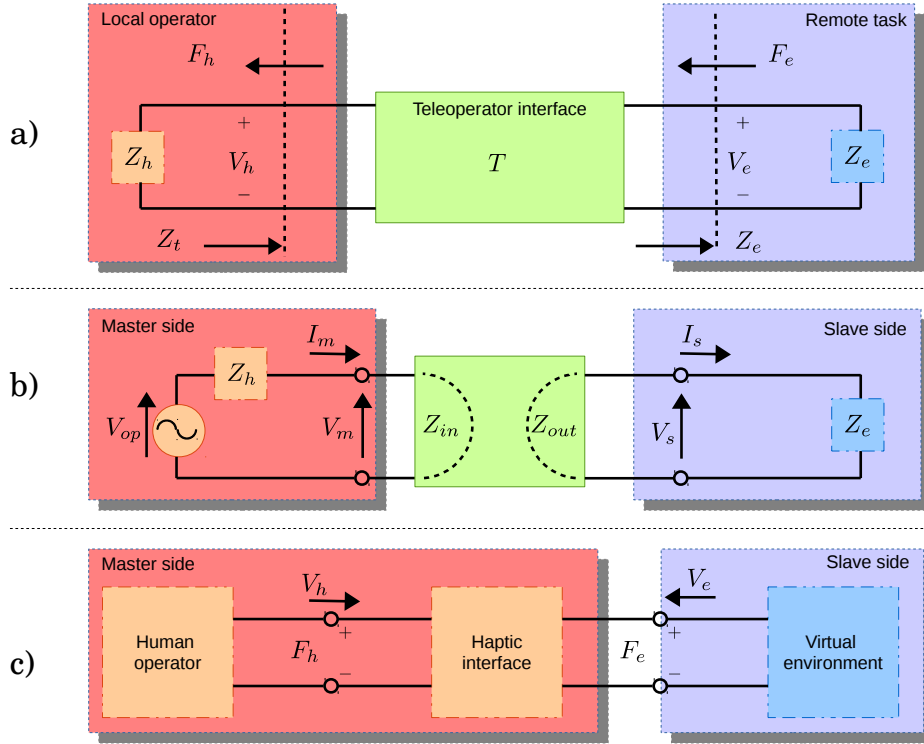 a)
Local operator
Remote task
F_h
F_e
Teleoperator interface
+
+
Z_h
V_h
T
V_e
Z_e
−
−
Z_t
Z_e
b)
Master side
Slave side
I_m
I_s
Z_h
V_op
V_m
Z_in
Z_out
V_s
Z_e
c)
Master side
Slave side
V_h
V_e
+
+
Human
operator
F_h
Haptic
interface
F_e
Virtual
environment
−
−